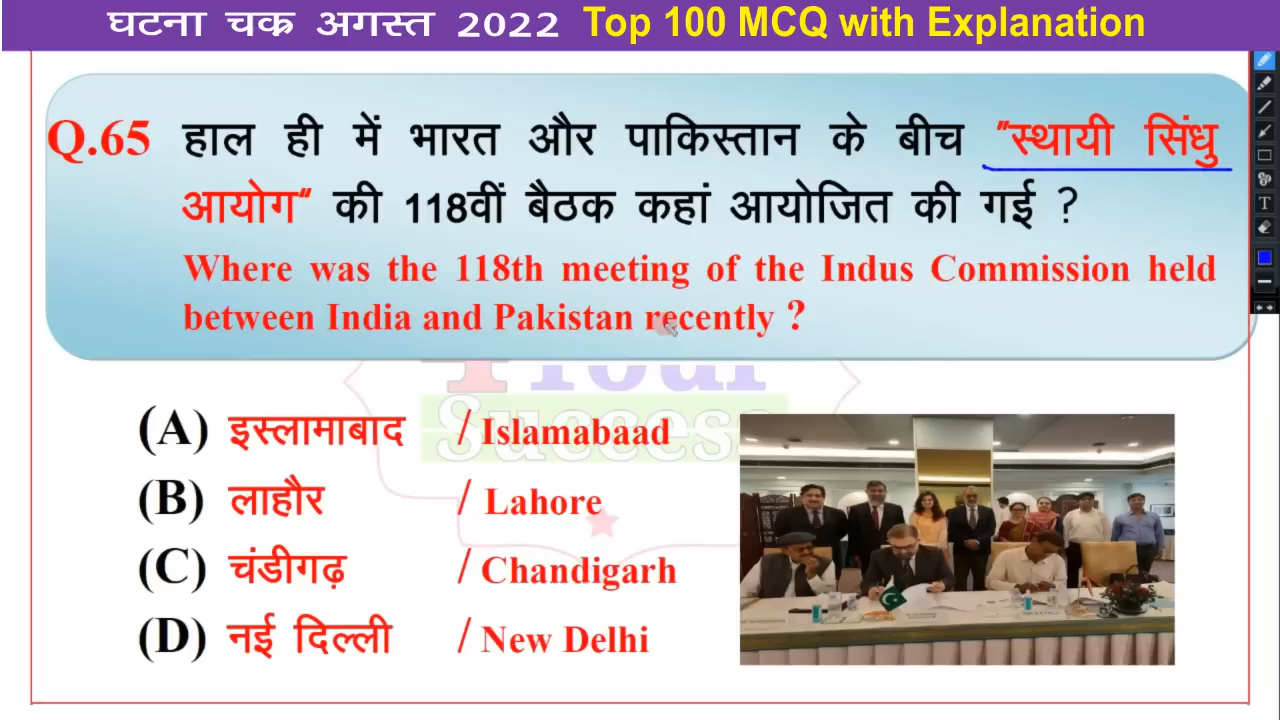 घटना चक्र अगस्त 2022 Top 100 MCQ with Explanation
Q.65 हाल ही में भारत और पाकिस्तान के बीच "स्थायी सिंधु
आयोग" की 118वीं बैठक कहां आयोजित की गई ?
Where was the 118th meeting of the Indus Commission held
between India and Pakistan recently ?
(A) इस्लामाबाद / Islamabaad
(B) लाहौर / Lahore
(C) चंडीगढ़ / Chandigarh
(D) नई दिल्ली / New Delhi
Your
Success
T